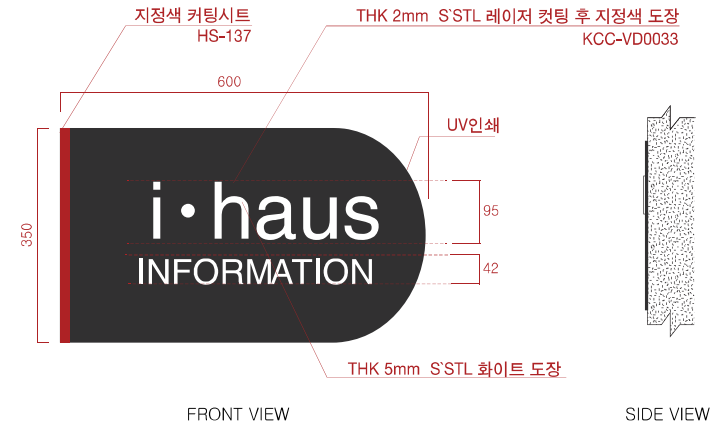 지정색 커팅시트
HS-137
THK 2mm S`STL 레이저 컷팅 후 지정색 도장
KCC-VD0033
600
UV인쇄
350
i·haus
95
INFORMATION
42
THK 5mm S`STL 화이트 도장
FRONT VIEW
SIDE VIEW